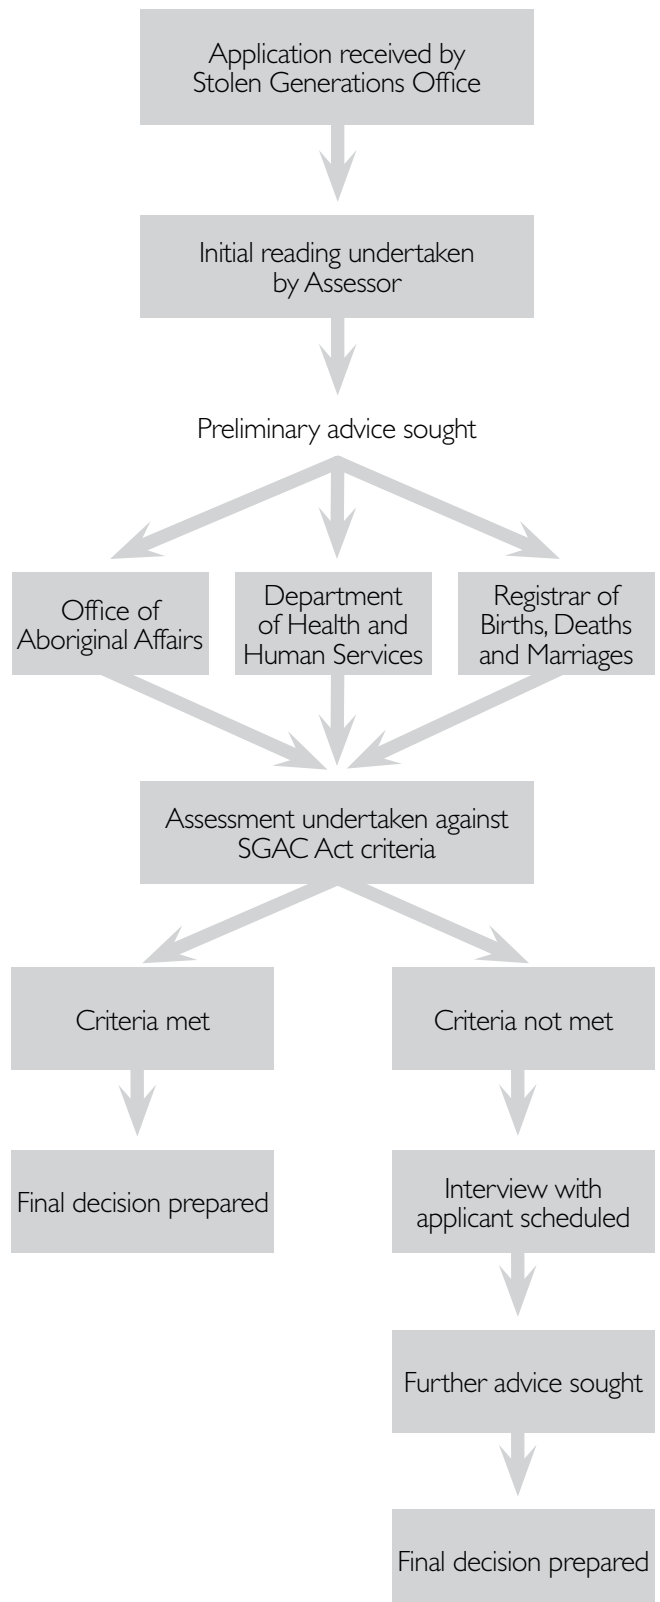 Application received by
Stolen Generations Office
Initial reading undertaken
by Assessor
Preliminary advice sought
Office of
Aboriginal Affairs
Department
of Health and
Human Services
Registrar of
Births, Deaths
and Marriages
Assessment undertaken against
SGAC Act criteria
Criteria met
Criteria not met
Final decision prepared
Interview with
applicant scheduled
Further advice sought
Final decision prepared